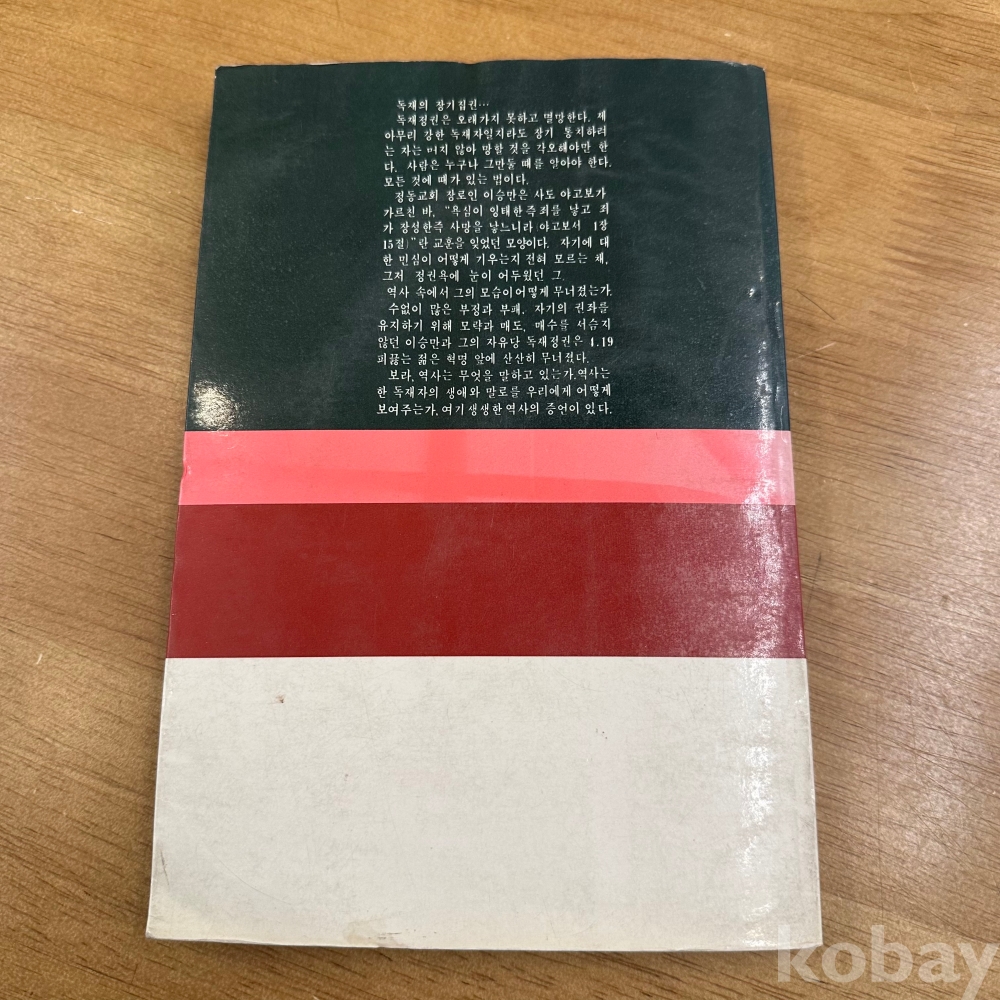 독재의 장기집권…
독재정권은 오래가지 못하고 멸망한다. 제
아무리 강한 독재자일지라도 장기 통치하려
는 자는 머지 않아 망할 것을 각오해야만 한
다. 사람은 누구나 그만둘 때를 알아야 한다.
모든 것에 때가 있는 법이다.
정동교회 장로인 이승만은 사도 야고보가
가르친 바, “욕심이 잉태한즉죄를 낳고 죄
가 장성한즉 사망을 낳느니라(야고보서 1장
15절)”란 교훈을 잊었던 모양이다. 자기에 대
한 민심이 어떻게 기우는지 전혀 모르는 채,
그저 정권욕에 눈이 어두웠던 그.
역사 속에서 그의 모습이 어떻게 무너졌는가.
수없이 많은 부정과 부패, 자기의 권좌를
유지하기 위해 모략과 매도, 매수를 서슴지
않던 이승만과 그의 자유당 독재정권은 4.19
피끓는 젊은 혁명 앞에 산산히 무너졌다.
보라, 역사는 무엇을 말하고 있는가.역사는
한 독재자의 생애와 말로를 우리에게 어떻게
보여주는가, 여기 생생한 역사의 증언이 있다.
kobay